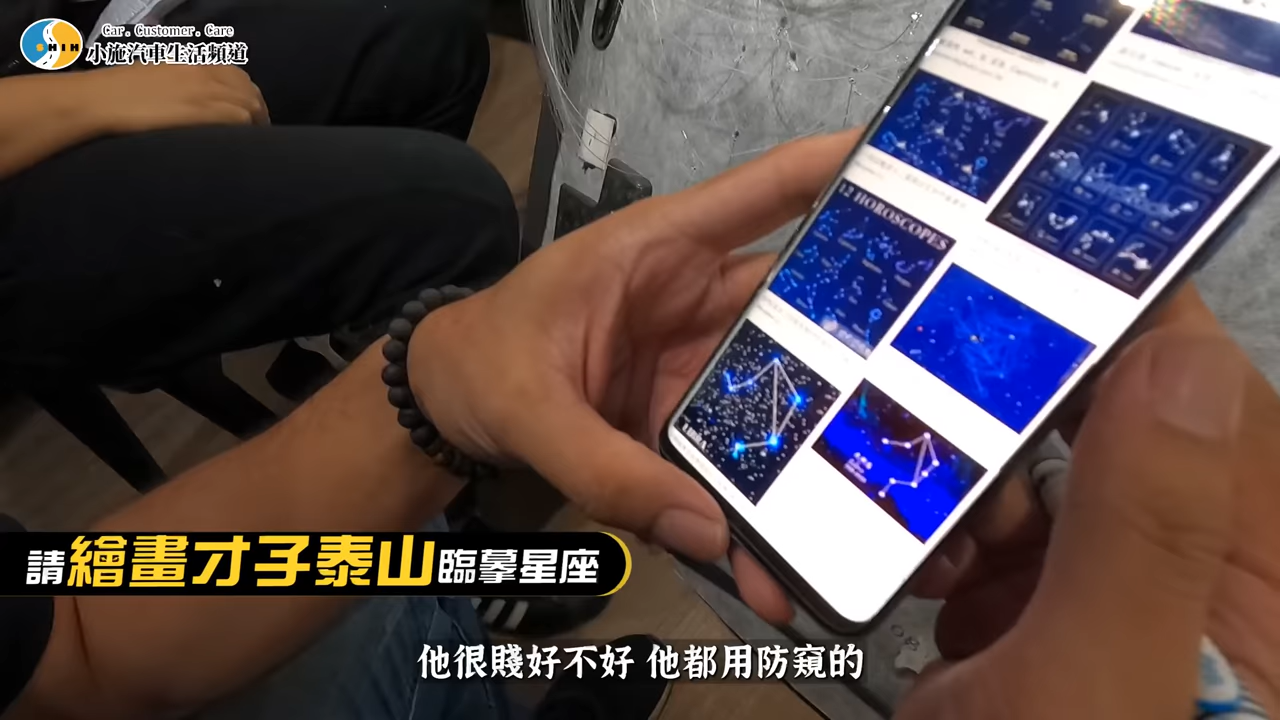 Car. Customer. Care
SHIH
小施汽車生活頻道
12 HOROSCOPES
請繪畫才子泰山臨摹星座
他很賤好不好 他都用防窺的